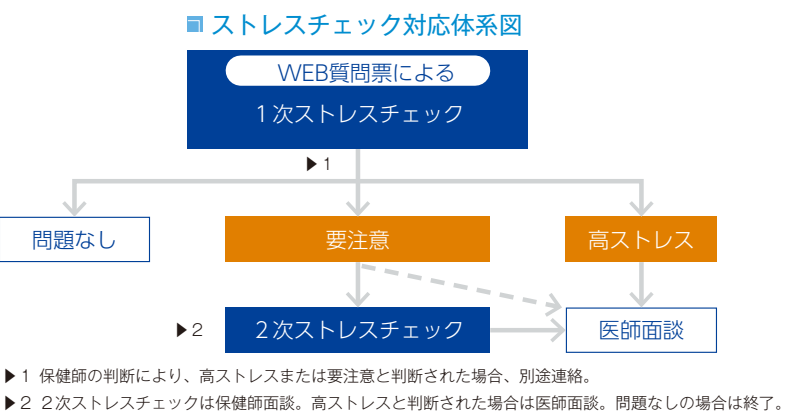 ストレスチェック対応体系図
WEB質問票による
1次ストレスチェック
▶1
問題なし
要注意
高ストレス
▶2
2次ストレスチェック
医師面談
▶1 保健師の判断により、高ストレスまたは要注意と判断された場合、別途連絡。
▶2 2次ストレスチェックは保健師面談。高ストレスと判断された場合は医師面談。問題なしの場合は終了。